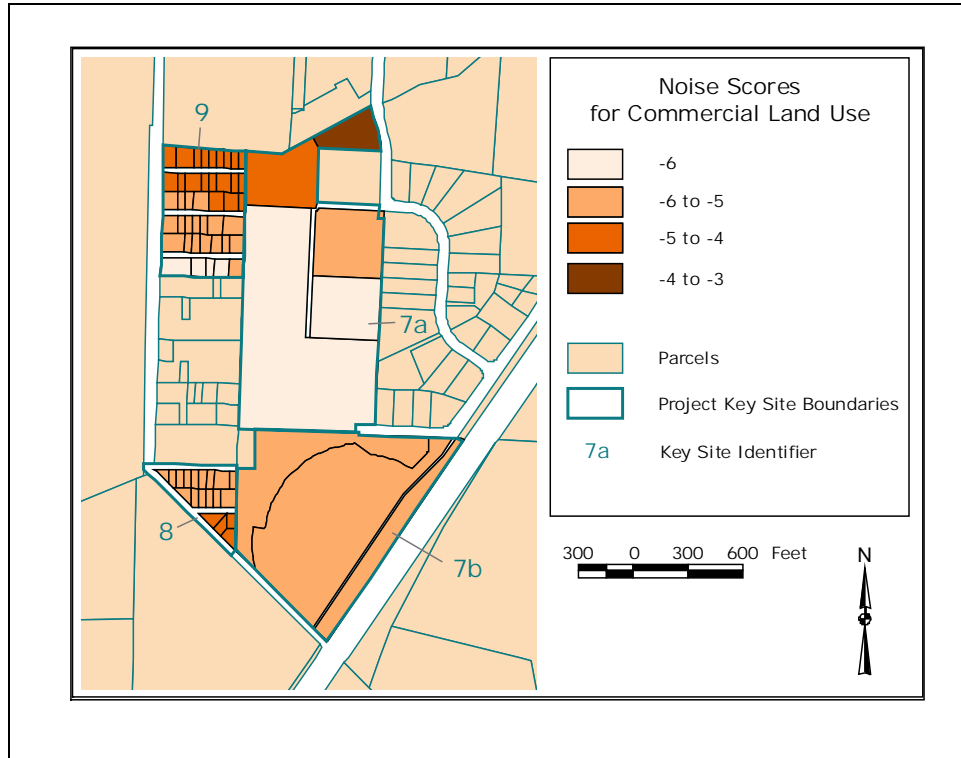 Noise Scores
for Commercial Land Use
-6
-6 to -5
-5 to -4
-4 to -3
Parcels
Project Key Site Boundaries
7a Key Site Identifier
9
7a
8
7b
300 0 300 600 Feet
N